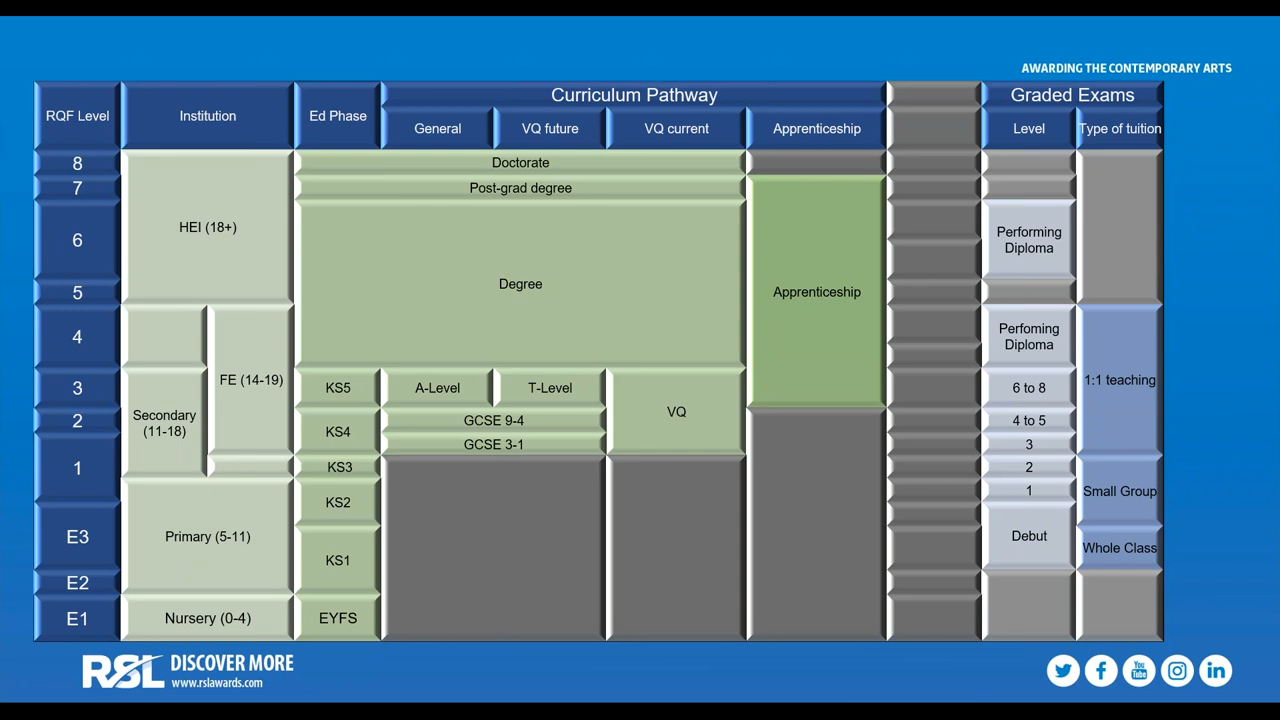 AWARDING THE CONTEMPORARY ARTS
RQF Level
Institution
Ed Phase
Curriculum Pathway
Graded Exams
General
VQ future
VQ current
Apprenticeship
Level
Type of tuition
8
Doctorate
7
Post-grad degree
6
HEI (18+)
Degree
Performing
Diploma
5
Apprenticeship
4
Perfoming
Diploma
FE (14-19)
1:1 teaching
3
KS5
A-Level
T-Level
VQ
6 to 8
2
Secondary
(11-18)
KS4
GCSE 9-4
4 to 5
GCSE 3-1
3
1
KS3
2
KS2
1
Small Group
E3
Primary (5-11)
KS1
Debut
Whole Class
E2
E1
Nursery (0-4)
EYFS
RSL
DISCOVER MORE
www.rslawards.com
You
Tube